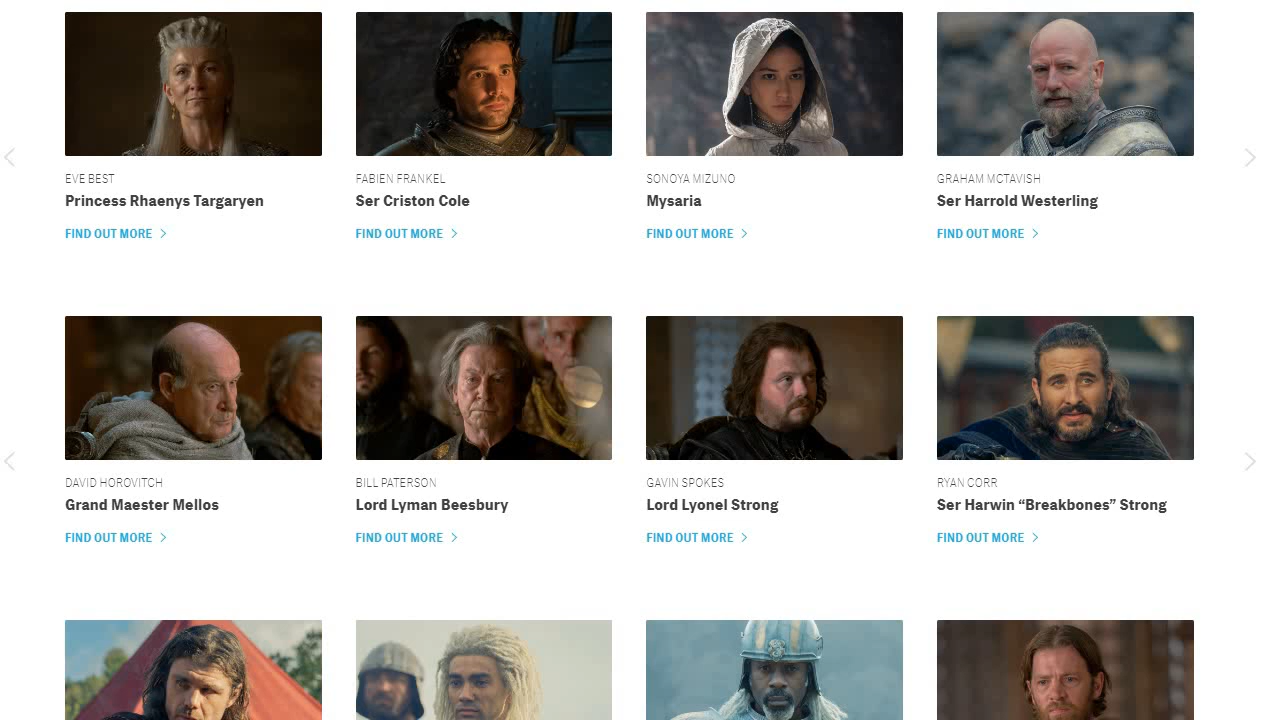 EVE BEST
Princess Rhaenys Targaryen
FIND OUT MORE
FABIEN FRANKEL
Ser Criston Cole
FIND OUT MORE
SONOYA MIZUNO
Mysaria
FIND OUT MORE
GRAHAM MCTAVISH
Ser Harrold Westerling
FIND OUT MORE
DAVID HOROVITCH
Grand Maester Mellos
FIND OUT MORE
BILL PATERSON
Lord Lyman Beesbury
FIND OUT MORE
GAVIN SPOKES
Lord Lyonel Strong
FIND OUT MORE
RYAN CORR
Ser Harwin “Breakbones” Strong
FIND OUT MORE